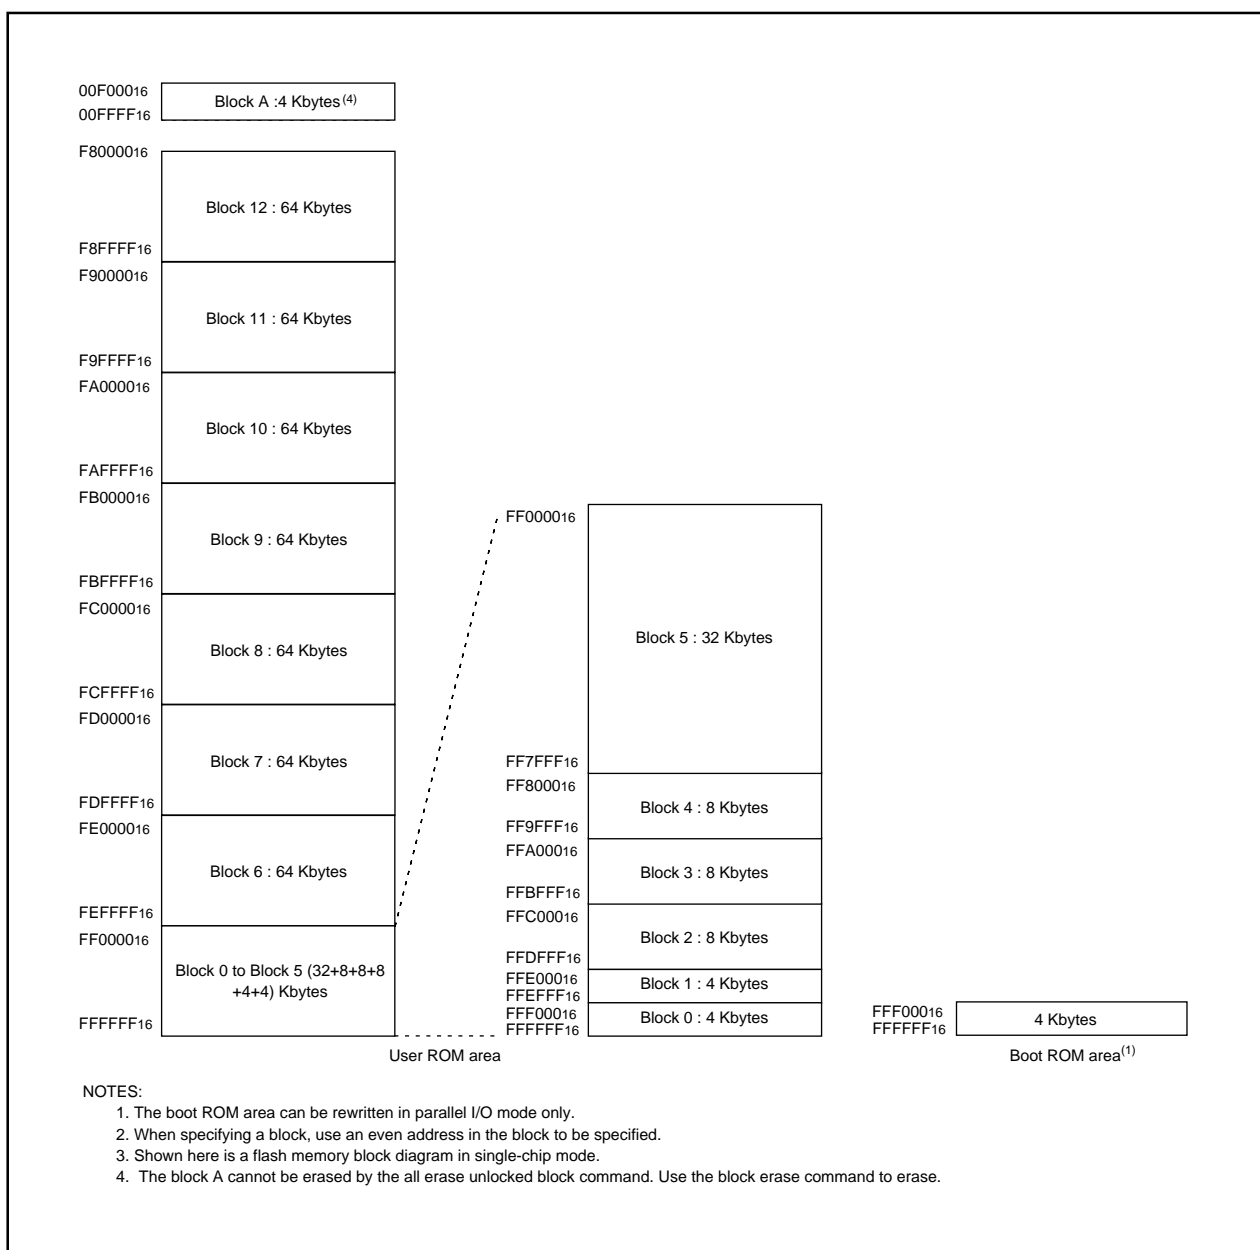 00F00016
Block A :4 Kbytes(4)
00FFFF16
F8000016
Block 12 : 64 Kbytes
F8FFFF16
F9000016
Block 11 : 64 Kbytes
F9FFFF16
FA000016
Block 10 : 64 Kbytes
FAFFFF16
FB000016
Block 9 : 64 Kbytes
FBFFFF16
FC000016
Block 8 : 64 Kbytes
FCFFFF16
FD000016
Block 7 : 64 Kbytes
FDFFFF16
FE000016
Block 6 : 64 Kbytes
FEFFFF16
FF000016
Block 0 to Block 5 (32+8+8+8
+4+4) Kbytes
FFFFFF16
FF000016
Block 5 : 32 Kbytes
FF7FFF16
FF800016
Block 4 : 8 Kbytes
FF9FFF16
FFA00016
Block 3 : 8 Kbytes
FFBFFF16
FFC00016
Block 2 : 8 Kbytes
FFDFFF16
FFE00016
Block 1 : 4 Kbytes
FFEFFF16
FFF00016
Block 0 : 4 Kbytes
FFFFFF16
User ROM area
FFF00016
4 Kbytes
FFFFFF16
Boot ROM area(1)
NOTES:
1. The boot ROM area can be rewritten in parallel I/O mode only.
2. When specifying a block, use an even address in the block to be specified.
3. Shown here is a flash memory block diagram in single-chip mode.
4. The block A cannot be erased by the all erase unlocked block command. Use the block erase command to erase.